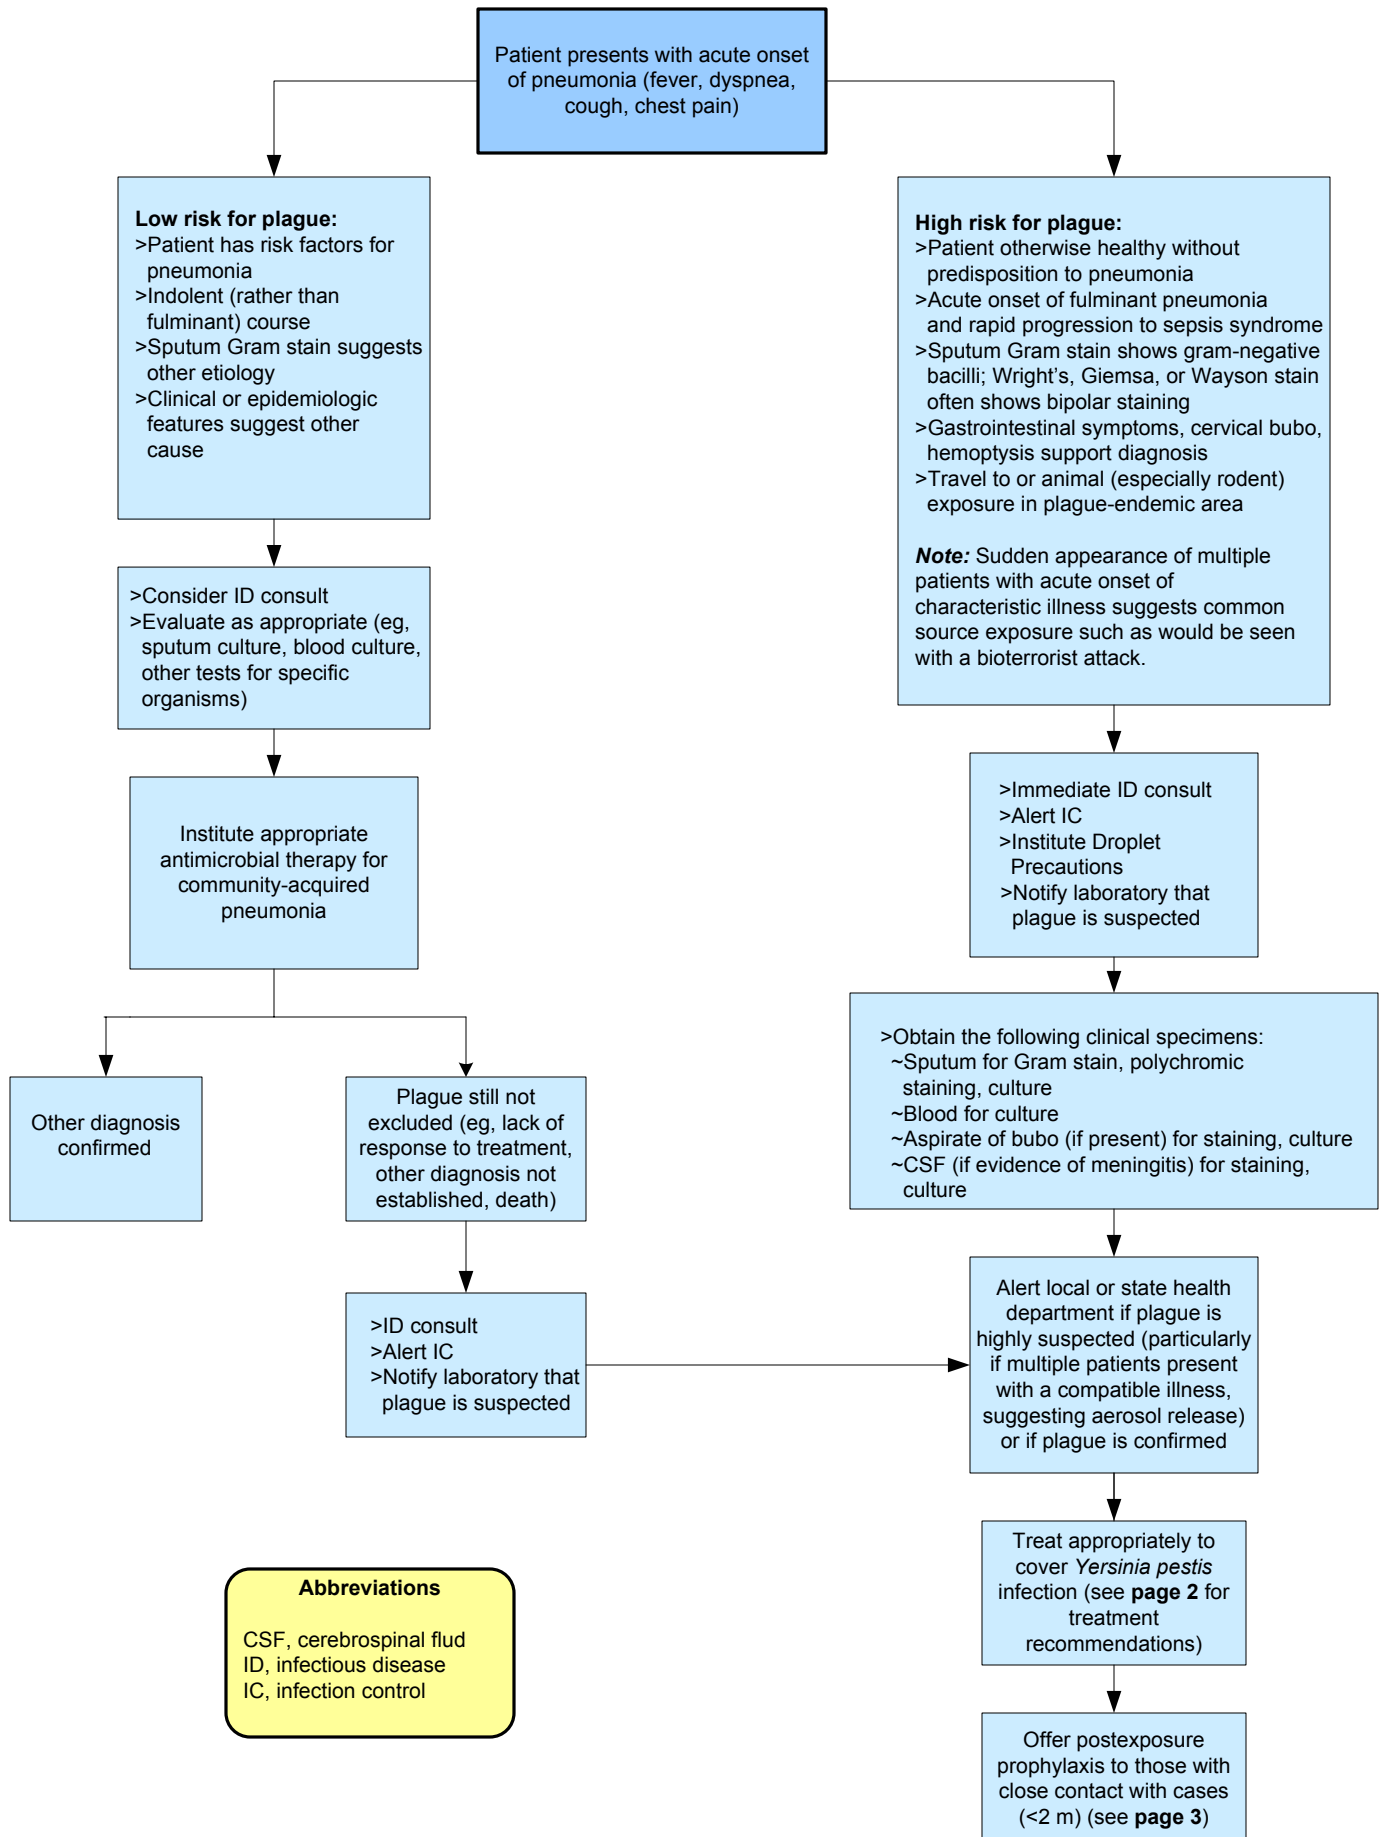 Patient presents with acute onset
of pneumonia (fever, dyspnea,
cough, chest pain)
Low risk for plague:
>Patient has risk factors for
pneumonia
>Indolent (rather than
fulminant) course
>Sputum Gram stain suggests
other etiology
>Clinical or epidemiologic
features suggest other
cause
>Consider ID consult
>Evaluate as appropriate (eg,
sputum culture, blood culture,
other tests for specific
organisms)
Institute appropriate
antimicrobial therapy for
community-acquired
pneumonia
Other diagnosis
confirmed
Plague still not
excluded (eg, lack of
response to treatment,
other diagnosis not
established, death)
>ID consult
>Alert IC
>Notify laboratory that
plague is suspected
High risk for plague:
>Patient otherwise healthy without
predisposition to pneumonia
>Acute onset of fulminant pneumonia
and rapid progression to sepsis syndrome
>Sputum Gram stain shows gram-negative
bacilli; Wright's, Giemsa, or Wayson stain
often shows bipolar staining
>Gastrointestinal symptoms, cervical bubo,
hemoptysis support diagnosis
>Travel to or animal (especially rodent)
exposure in plague-endemic area
Note: Sudden appearance of multiple
patients with acute onset of
characteristic illness suggests common
source exposure such as would be seen
with a bioterrorist attack.
>Immediate ID consult
>Alert IC
>Institute Droplet
Precautions
>Notify laboratory that
plague is suspected
>Obtain the following clinical specimens:
~Sputum for Gram stain, polychromic
staining, culture
~Blood for culture
~Aspirate of bubo (if present) for staining, culture
~CSF (if evidence of meningitis) for staining,
culture
Alert local or state health
department if plague is
highly suspected (particularly
if multiple patients present
with a compatible illness,
suggesting aerosol release)
or if plague is confirmed
Treat appropriately to
cover Yersinia pestis
infection (see page 2 for
treatment
recommendations)
Offer postexposure
prophylaxis to those with
close contact with cases
(<2 m) (see page 3)
Abbreviations
CSF, cerebrospinal flud
ID, infectious disease
IC, infection control